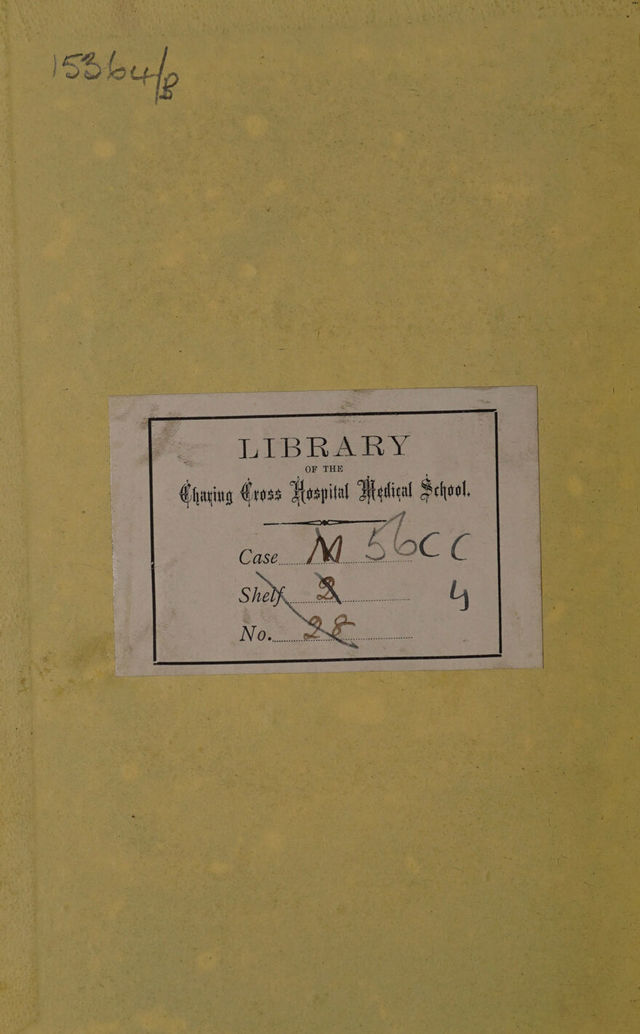 15364/B
LIBRARY
OF THE
Charing Cross Hospital Medical School.
Case M 56CC
Shelf 2 4
No. 28